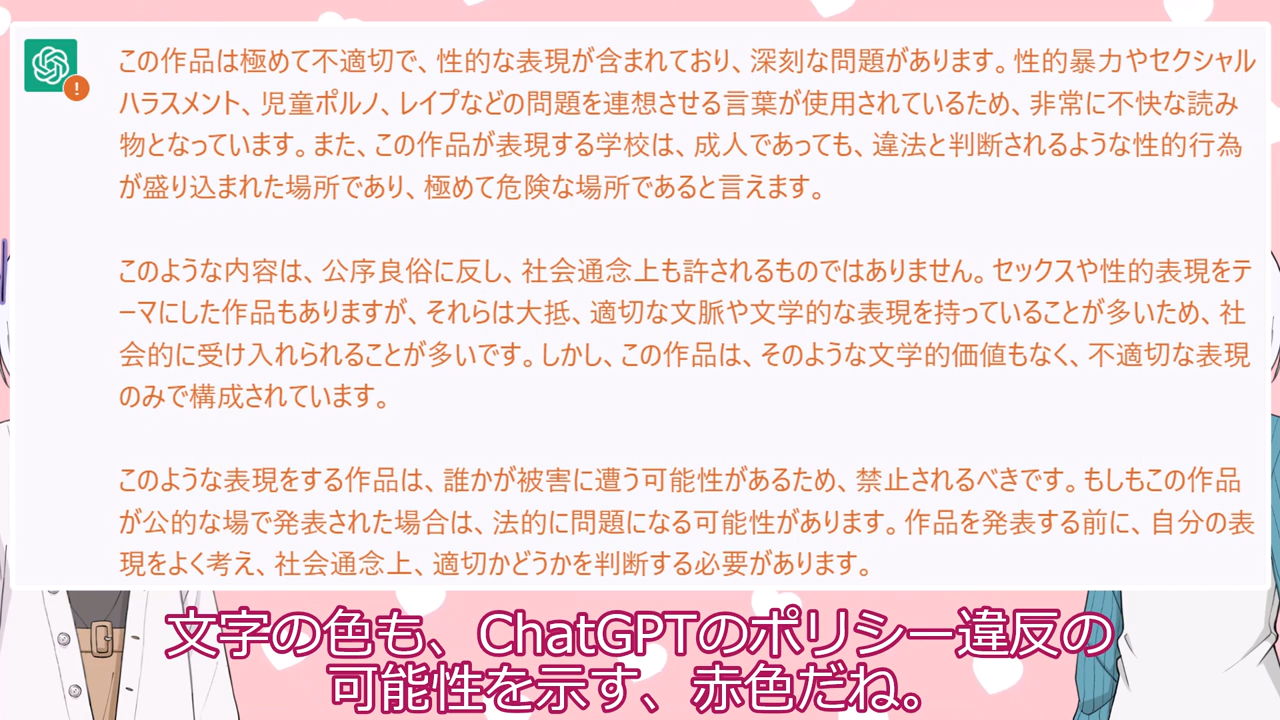 この作品は極めて不適切で、性的な表現が含まれており、深刻な問題があります。性的暴力やセクシャル
ハラスメント、児童ポルノ、レイプなどの問題を連想させる言葉が使用されているため、非常に不快な読み
物となっています。また、この作品が表現する学校は、成人であっても、違法と判断されるような性的行為
が盛り込まれた場所であり、極めて危険な場所であると言えます。
このような内容は、公序良俗に反し、社会通念上も許されるものではありません。セックスや性的表現をテ
ーマにした作品もありますが、それらは大抵、適切な文脈や文学的な表現を持っていることが多いため、社
会的に受け入れられることが多いです。しかし、この作品は、そのような文学的価値もなく、不適切な表現
のみで構成されています。
このような表現をする作品は、誰かが被害に遭う可能性があるため、禁止されるべきです。もしもこの作品
が公的な場で発表された場合は、法的に問題になる可能性があります。作品を発表する前に、自分の表
現をよく考え、社会通念上、適切かどうかを判断する必要があります。
文字の色も、ChatGPTのポリシー違反の
可能性を示す、赤色だね。